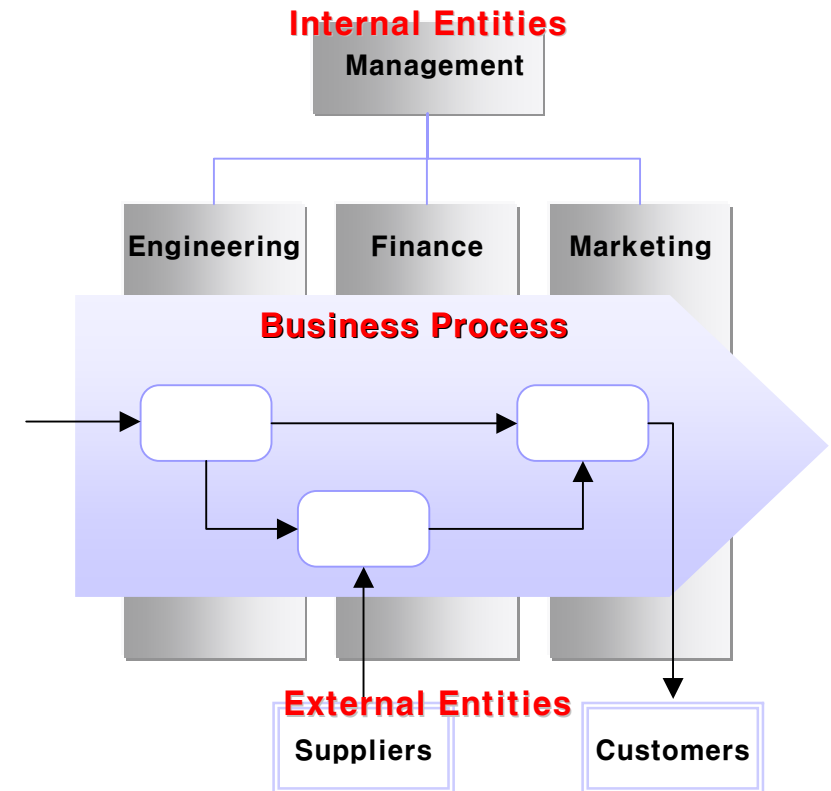 Internal Entities
Management
Engineering
Finance
Marketing
Business Process
External Entities
Suppliers
Customers